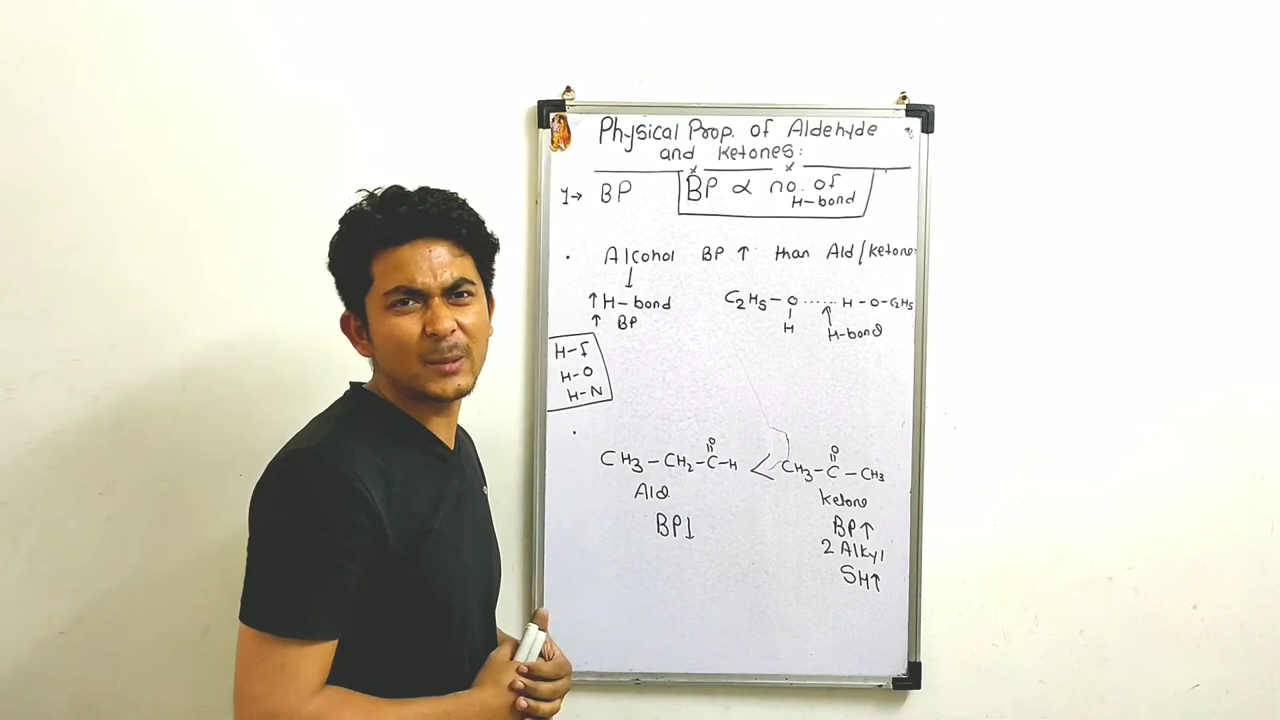 Physical Prop. of Aldehyde
and Ketones:
1→ BP
BP ∝ no. of
H-bond
• Alcohol BP ↑ than Ald/ketone
↓
↑ H-bond
↑ BP
C2H5-O ...... H-O-C2H5
H
H-bond
H-F
H-O
H-N
O
CH3-CH2-C-H < CH3-C-CH3
O
Ald
Ketone
BP↓
BP↑
2 Alkyl
SH↑